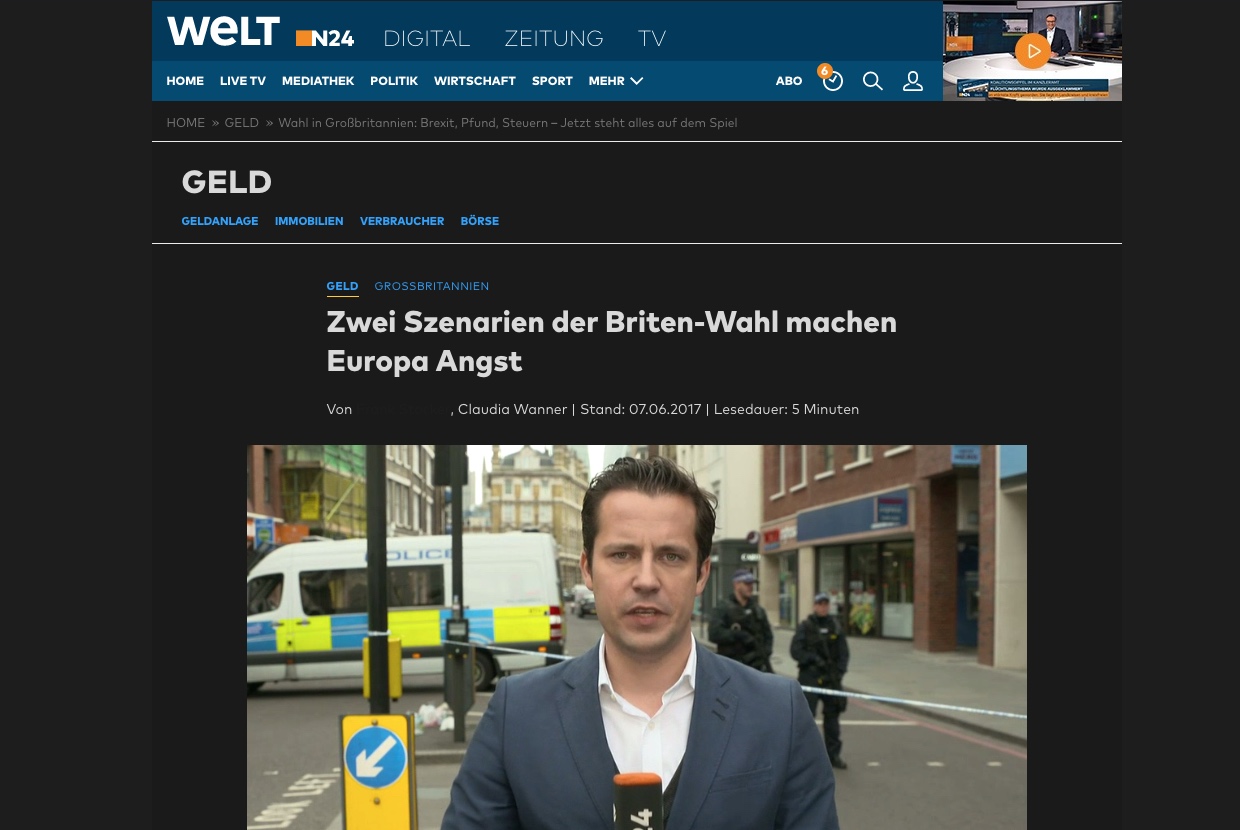 WELT N24 DIGITAL ZEITUNG TV
HOME LIVE TV MEDIATHEK POLITIK WIRTSCHAFT SPORT MEHR ABO 6
HOME » GELD » Wahl in Großbritannien: Brexit, Pfund, Steuern – Jetzt steht alles auf dem Spiel
GELD
GELDANLAGE IMMOBILIEN VERBRAUCHER BÖRSE
GELD GROSSBRITANNIEN
Zwei Szenarien der Briten-Wahl machen
Europa Angst
Von , Claudia Wanner | Stand: 07.06.2017 | Lesedauer: 5 Minuten
POLICE
24